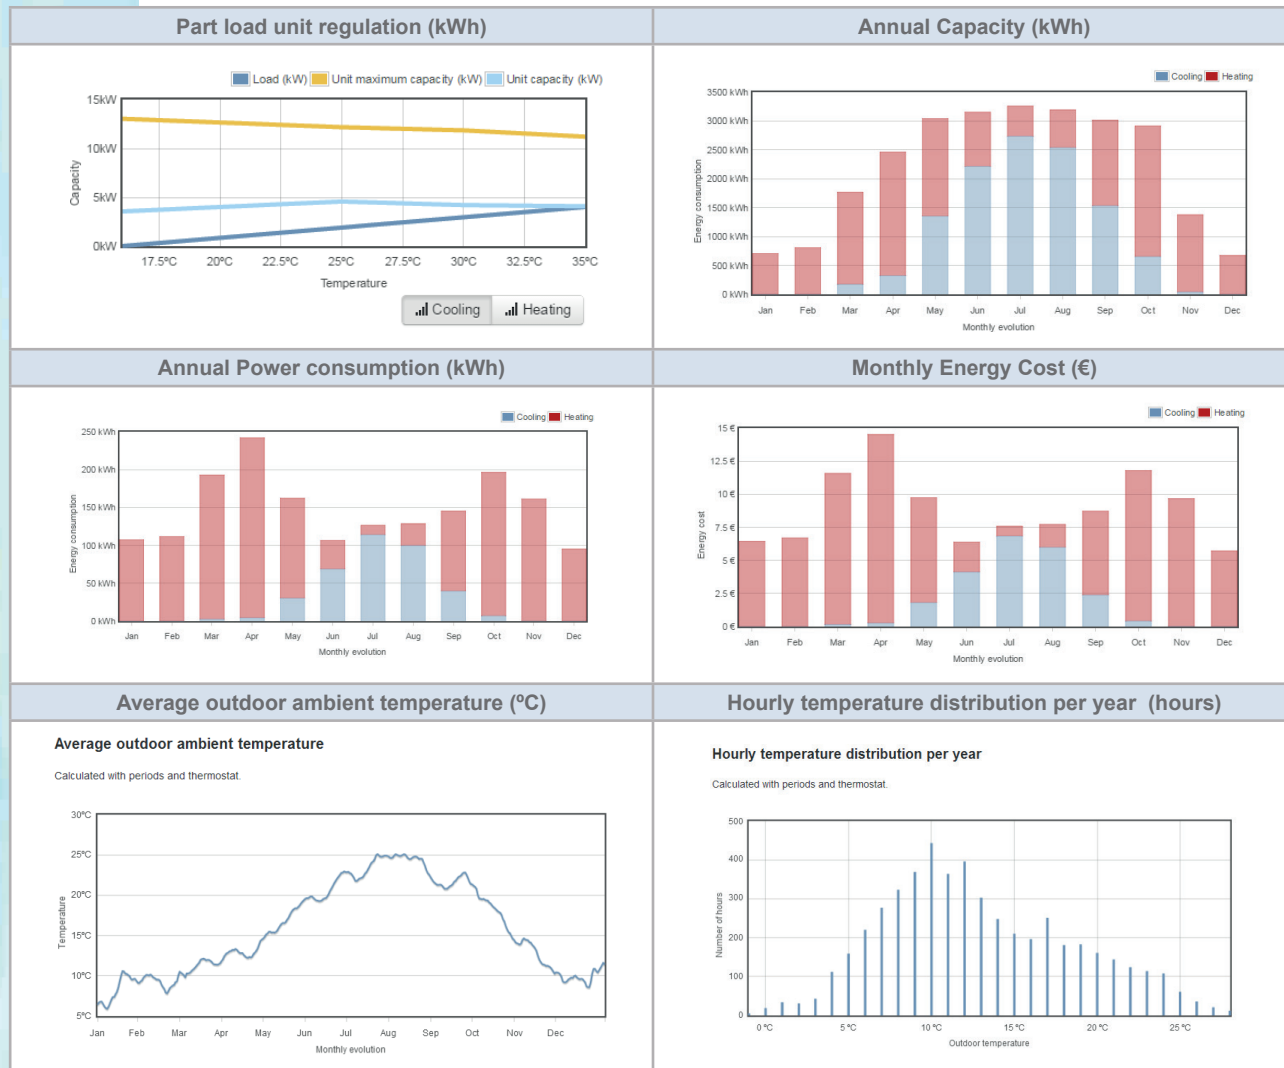 Part load unit regulation (kWh)
Load (kW) Unit maximum capacity (kW) Unit capacity (kW)
15kW
10kW
5kW
0kW
Capacity
17.5ºC 20ºC 22.5ºC 25ºC 27.5ºC 30ºC 32.5ºC 35ºC
Temperature
Cooling Heating
Annual Capacity (kWh)
Cooling Heating
3500 kWh
3000 kWh
2500 kWh
2000 kWh
1500 kWh
1000 kWh
500 kWh
0 kWh
Energy consumption
Jan Feb Mar Apr May Jun Jul Aug Sep Oct Nov Dec
Monthly evolution
Annual Power consumption (kWh)
Cooling Heating
250 kWh
200 kWh
150 kWh
100 kWh
50 kWh
0 kWh
Energy consumption
Jan Feb Mar Apr May Jun Jul Aug Sep Oct Nov Dec
Monthly evolution
Monthly Energy Cost (€)
Cooling Heating
15 €
12.5 €
10 €
7.5 €
5 €
2.5 €
0 €
Energy cost
Jan Feb Mar Apr May Jun Jul Aug Sep Oct Nov Dec
Monthly evolution
Average outdoor ambient temperature (ºC)
Average outdoor ambient temperature
Calculated with periods and thermostat.
30ºC
25ºC
20ºC
15ºC
10ºC
5ºC
Temperature
Jan Feb Mar Apr May Jun Jul Aug Sep Oct Nov Dec
Monthly evolution
Hourly temperature distribution per year (hours)
Hourly temperature distribution per year
Calculated with periods and thermostat.
500
400
300
200
100
0
Number of hours
0 ºC 5 ºC 10 ºC 15 ºC 20 ºC 25 ºC
Outdoor temperature